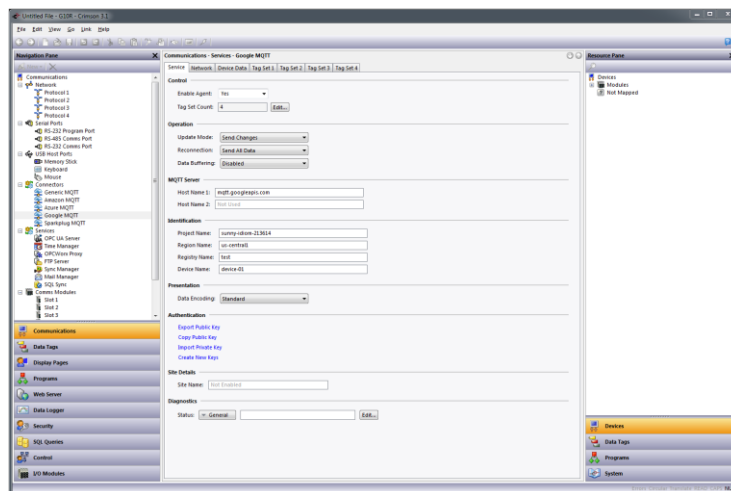 Untitled File - G10R - Crimson 3.1
File Edit View Go Link Help
Navigation Pane
Communications
Network
Protocol 1
Protocol 2
Protocol 3
Protocol 4
Serial Ports
RS-232 Program Port
RS-485 Comms Port
RS-232 Comms Port
USB Host Ports
Memory Stick
Keyboard
Mouse
Connectors
Generic MQTT
Amazon MQTT
Azure MQTT
Google MQTT
Sparkplug MQTT
Services
OPC UA Server
Time Manager
OPCWorx Proxy
FTP Server
Sync Manager
Mail Manager
SQL Sync
Comms Modules
Slot 1
Slot 2
Slot 3
Communications
Data Tags
Display Pages
Programs
Web Server
Data Logger
Security
SQL Queries
Control
I/O Modules
Communications - Services - Google MQTT
Service Network Device Data Tag Set 1 Tag Set 2 Tag Set 3 Tag Set 4
Control
Enable Agent: Yes
Tag Set Count: 4 Edit...
Operation
Update Mode: Send Changes
Reconnection: Send All Data
Data Buffering: Disabled
MQTT Server
Host Name 1: mqtt.googleapis.com
Host Name 2: Not Used
Identification
Project Name: sunny-idiom-213614
Region Name: us-central1
Registry Name: test
Device Name: device-01
Presentation
Data Encoding: Standard
Authentication
Export Public Key
Copy Public Key
Import Private Key
Create New Keys
Site Details
Site Name: Not Enabled
Diagnostics
Status: General Edit...
Resource Pane
Devices
Modules
Not Mapped
Devices
Data Tags
Programs
System